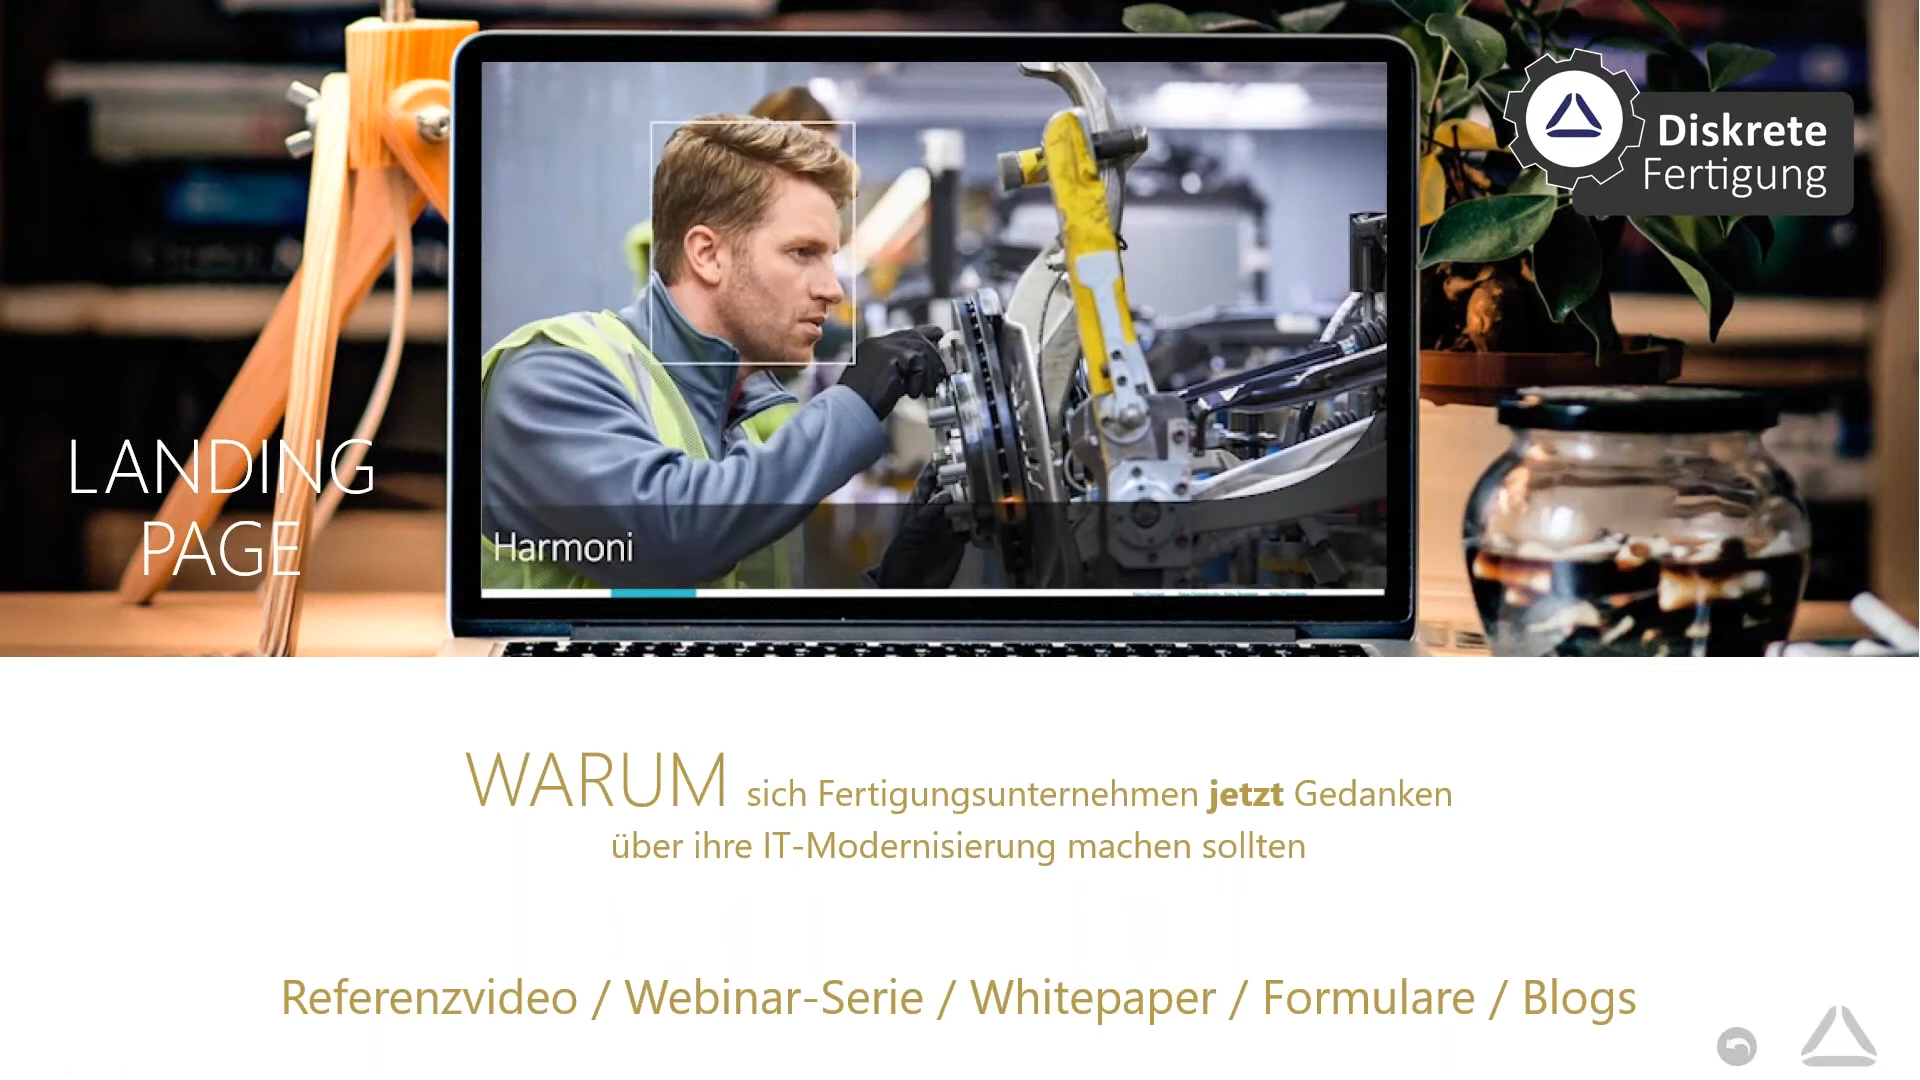 Diskrete
Fertigung
LANDING
PAGE
Harmoni
WARUM sich Fertigungsunternehmen jetzt Gedanken
über ihre IT-Modernisierung machen sollten
Referenzvideo / Webinar-Serie / Whitepaper / Formulare / Blogs